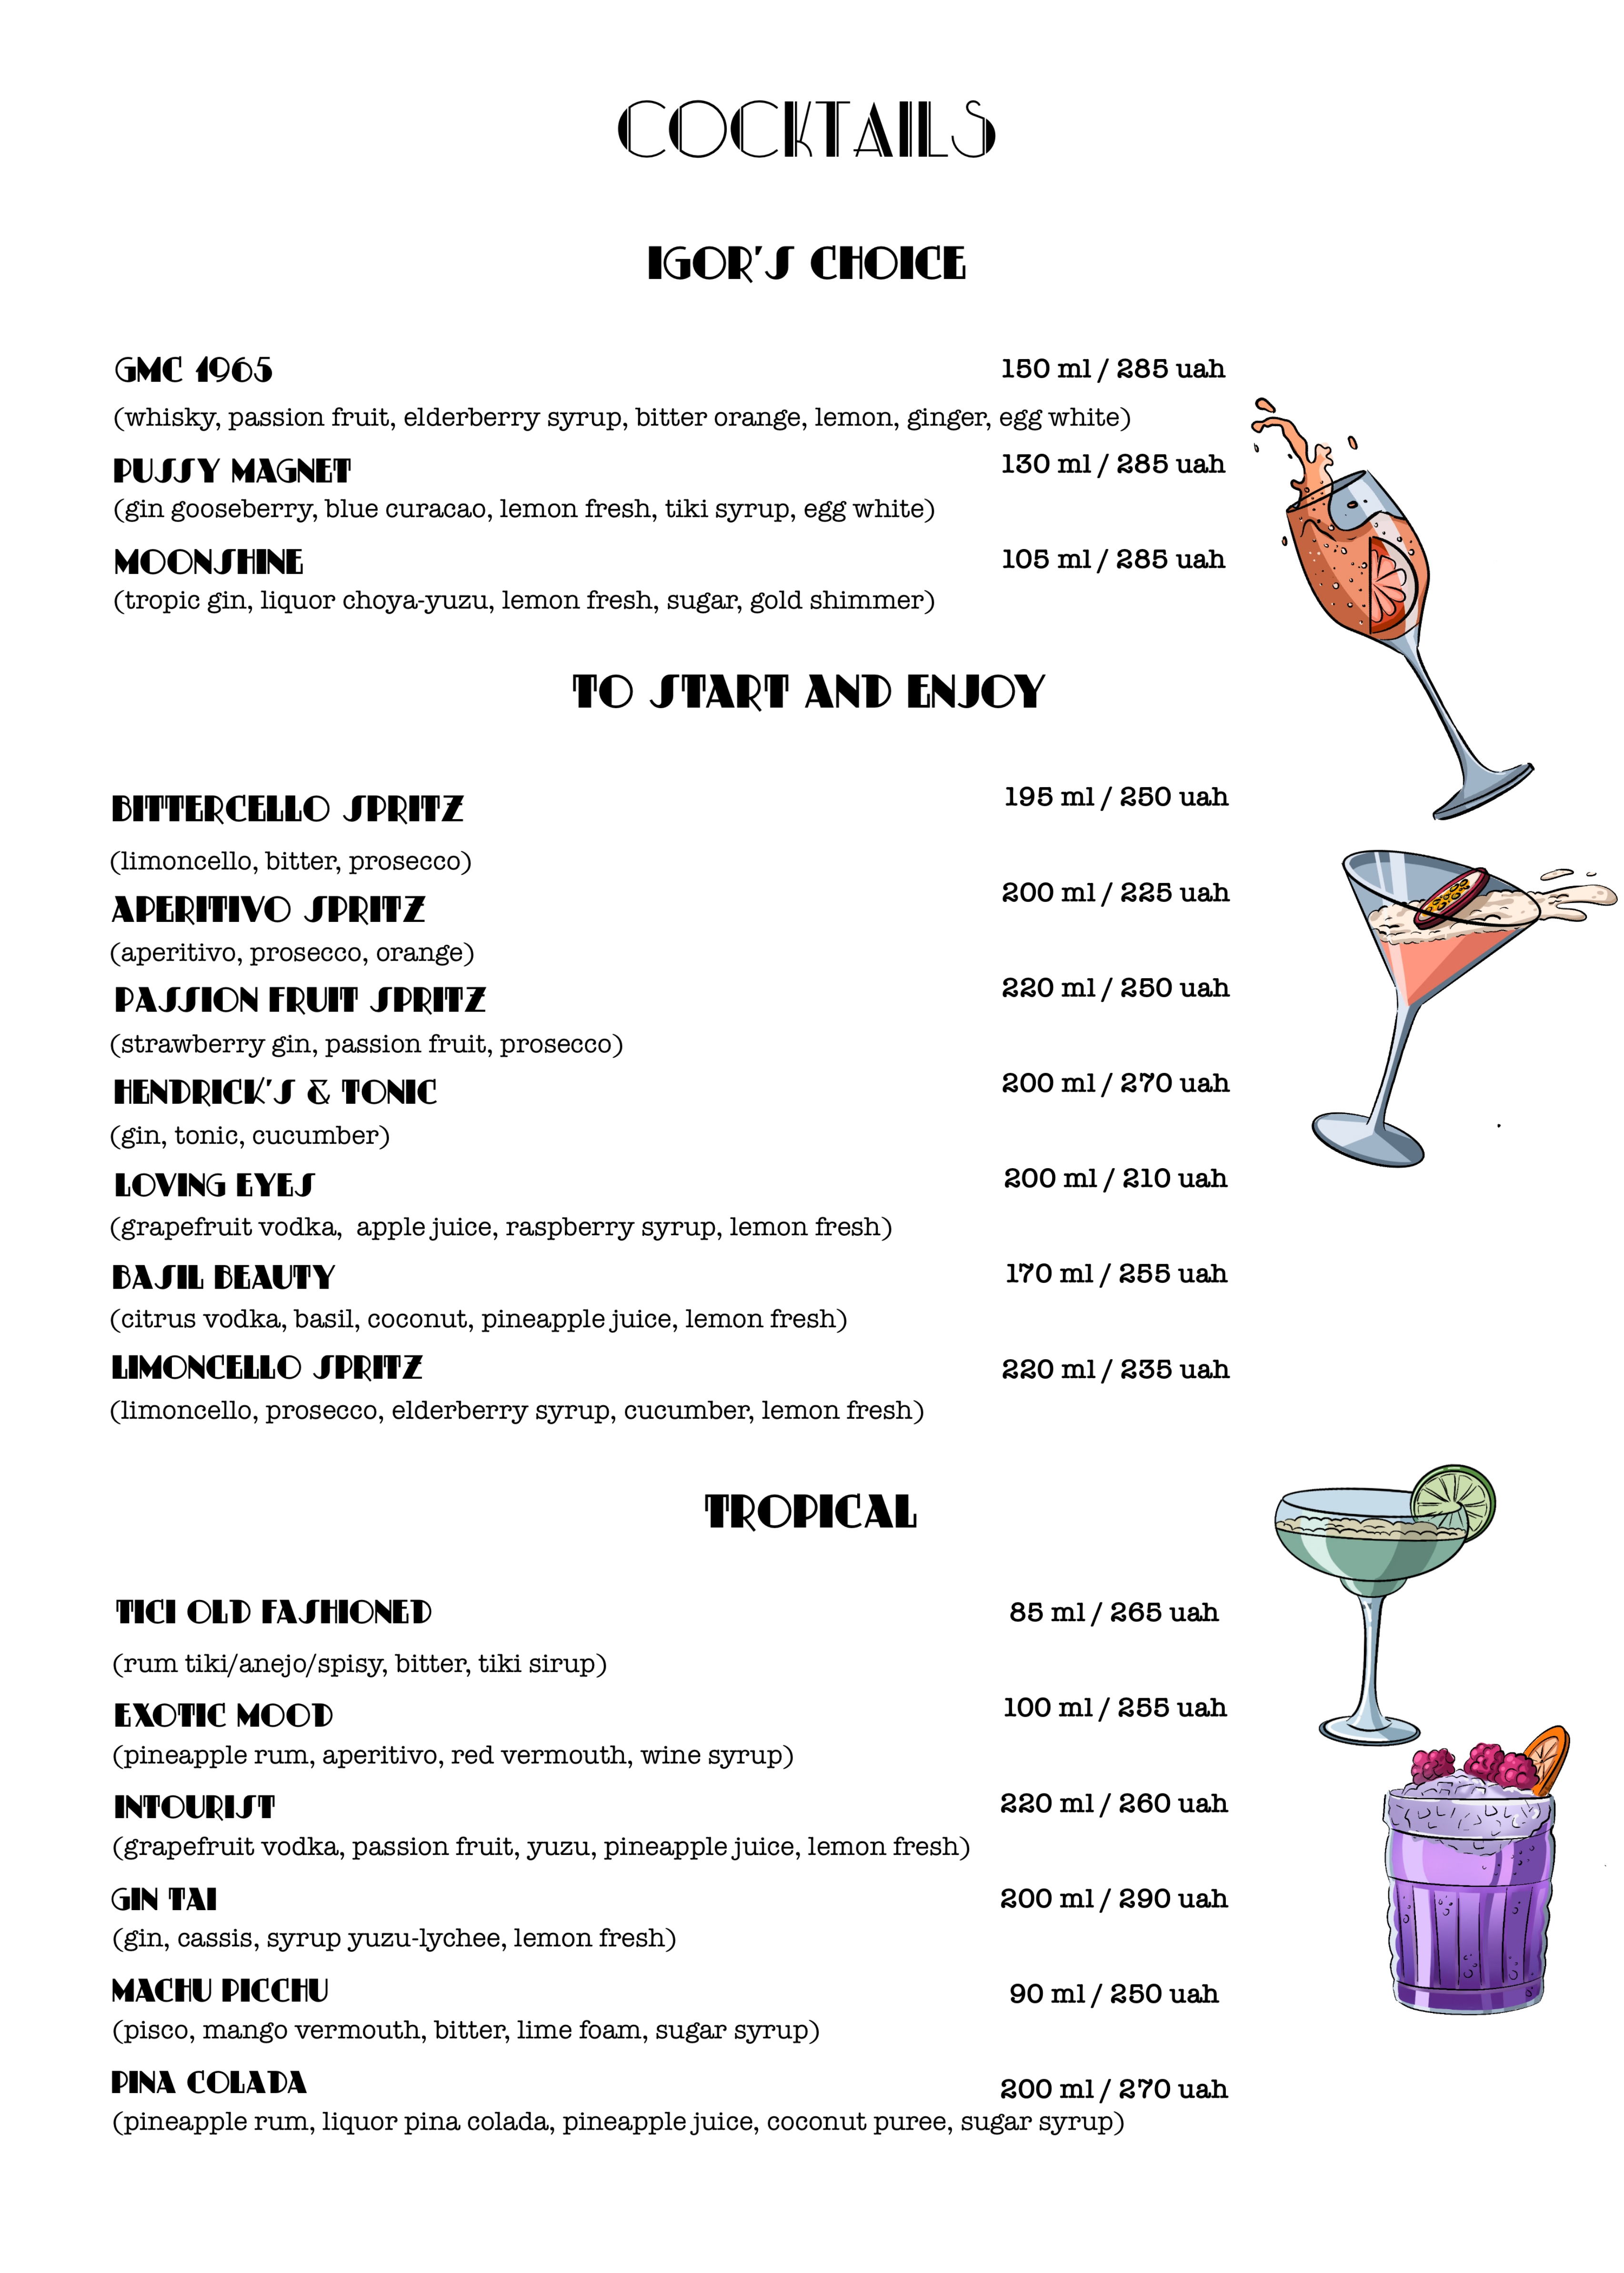 COCKTAILS
IGOR'S CHOICE
GMC 1965 150 ml / 285 uah
(whisky, passion fruit, elderberry syrup, bitter orange, lemon, ginger, egg white)
PUSSY MAGNET 130 ml / 285 uah
(gin gooseberry, blue curacao, lemon fresh, tiki syrup, egg white)
MOONSHINE 105 ml / 285 uah
(tropic gin, liquor choya-yuzu, lemon fresh, sugar, gold shimmer)
TO START AND ENJOY
BITTERCELLO SPRITZ 195 ml / 250 uah
(limoncello, bitter, prosecco)
APERITIVO SPRITZ 200 ml / 225 uah
(aperitivo, prosecco, orange)
PASSION FRUIT SPRITZ 220 ml / 250 uah
(strawberry gin, passion fruit, prosecco)
HENDRICK'S & TONIC 200 ml / 270 uah
(gin, tonic, cucumber)
LOVING EYES 200 ml / 210 uah
(grapefruit vodka, apple juice, raspberry syrup, lemon fresh)
BASIL BEAUTY 170 ml / 255 uah
(citrus vodka, basil, coconut, pineapple juice, lemon fresh)
LIMONCELLO SPRITZ 220 ml / 235 uah
(limoncello, prosecco, elderberry syrup, cucumber, lemon fresh)
TROPICAL
TICI OLD FASHIONED 85 ml / 265 uah
(rum tiki/anejo/spisy, bitter, tiki sirup)
EXOTIC MOOD 100 ml / 255 uah
(pineapple rum, aperitivo, red vermouth, wine syrup)
INTOURIST 220 ml / 260 uah
(grapefruit vodka, passion fruit, yuzu, pineapple juice, lemon fresh)
GIN TAI 200 ml / 290 uah
(gin, cassis, syrup yuzu-lychee, lemon fresh)
MACHU PICCHU 90 ml / 250 uah
(pisco, mango vermouth, bitter, lime foam, sugar syrup)
PINA COLADA 200 ml / 270 uah
(pineapple rum, liquor pina colada, pineapple juice, coconut puree, sugar syrup)